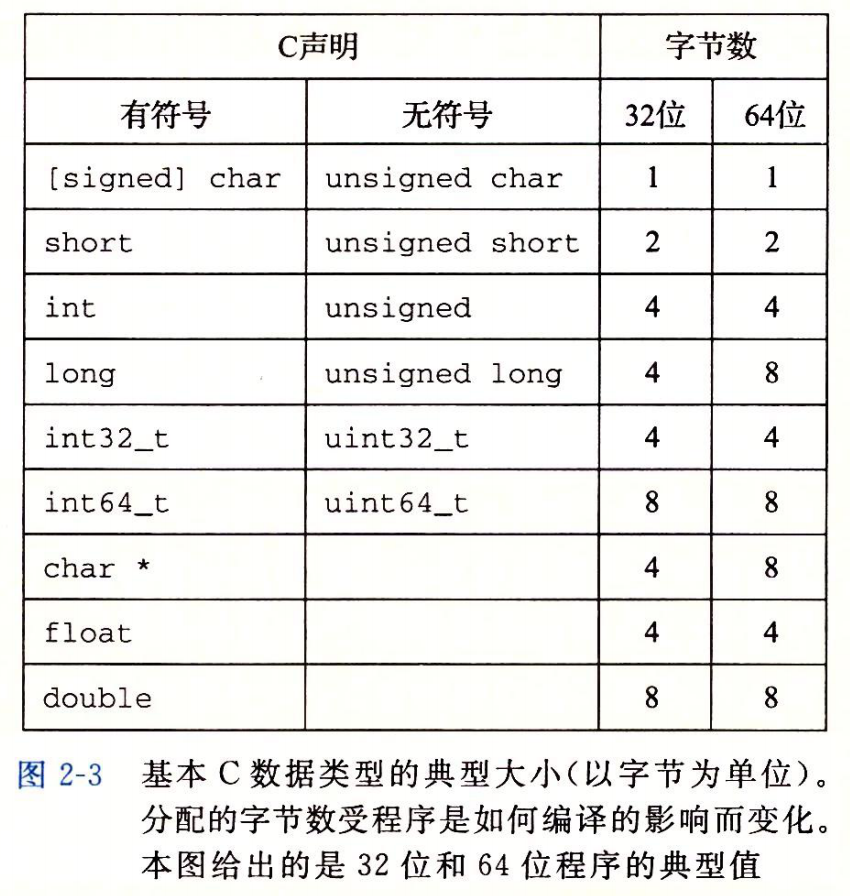 C声明 字节数
有符号 无符号 32位 64位
[signed] char unsigned char 1 1
short unsigned short 2 2
int unsigned 4 4
long unsigned long 4 8
int32_t uint32_t 4 4
int64_t uint64_t 8 8
char * 4 8
float 4 4
double 8 8
图 2-3 基本 C 数据类型的典型大小(以字节为单位)。
分配的字节数受程序是如何编译的影响而变化。
本图给出的是 32 位和 64 位程序的典型值